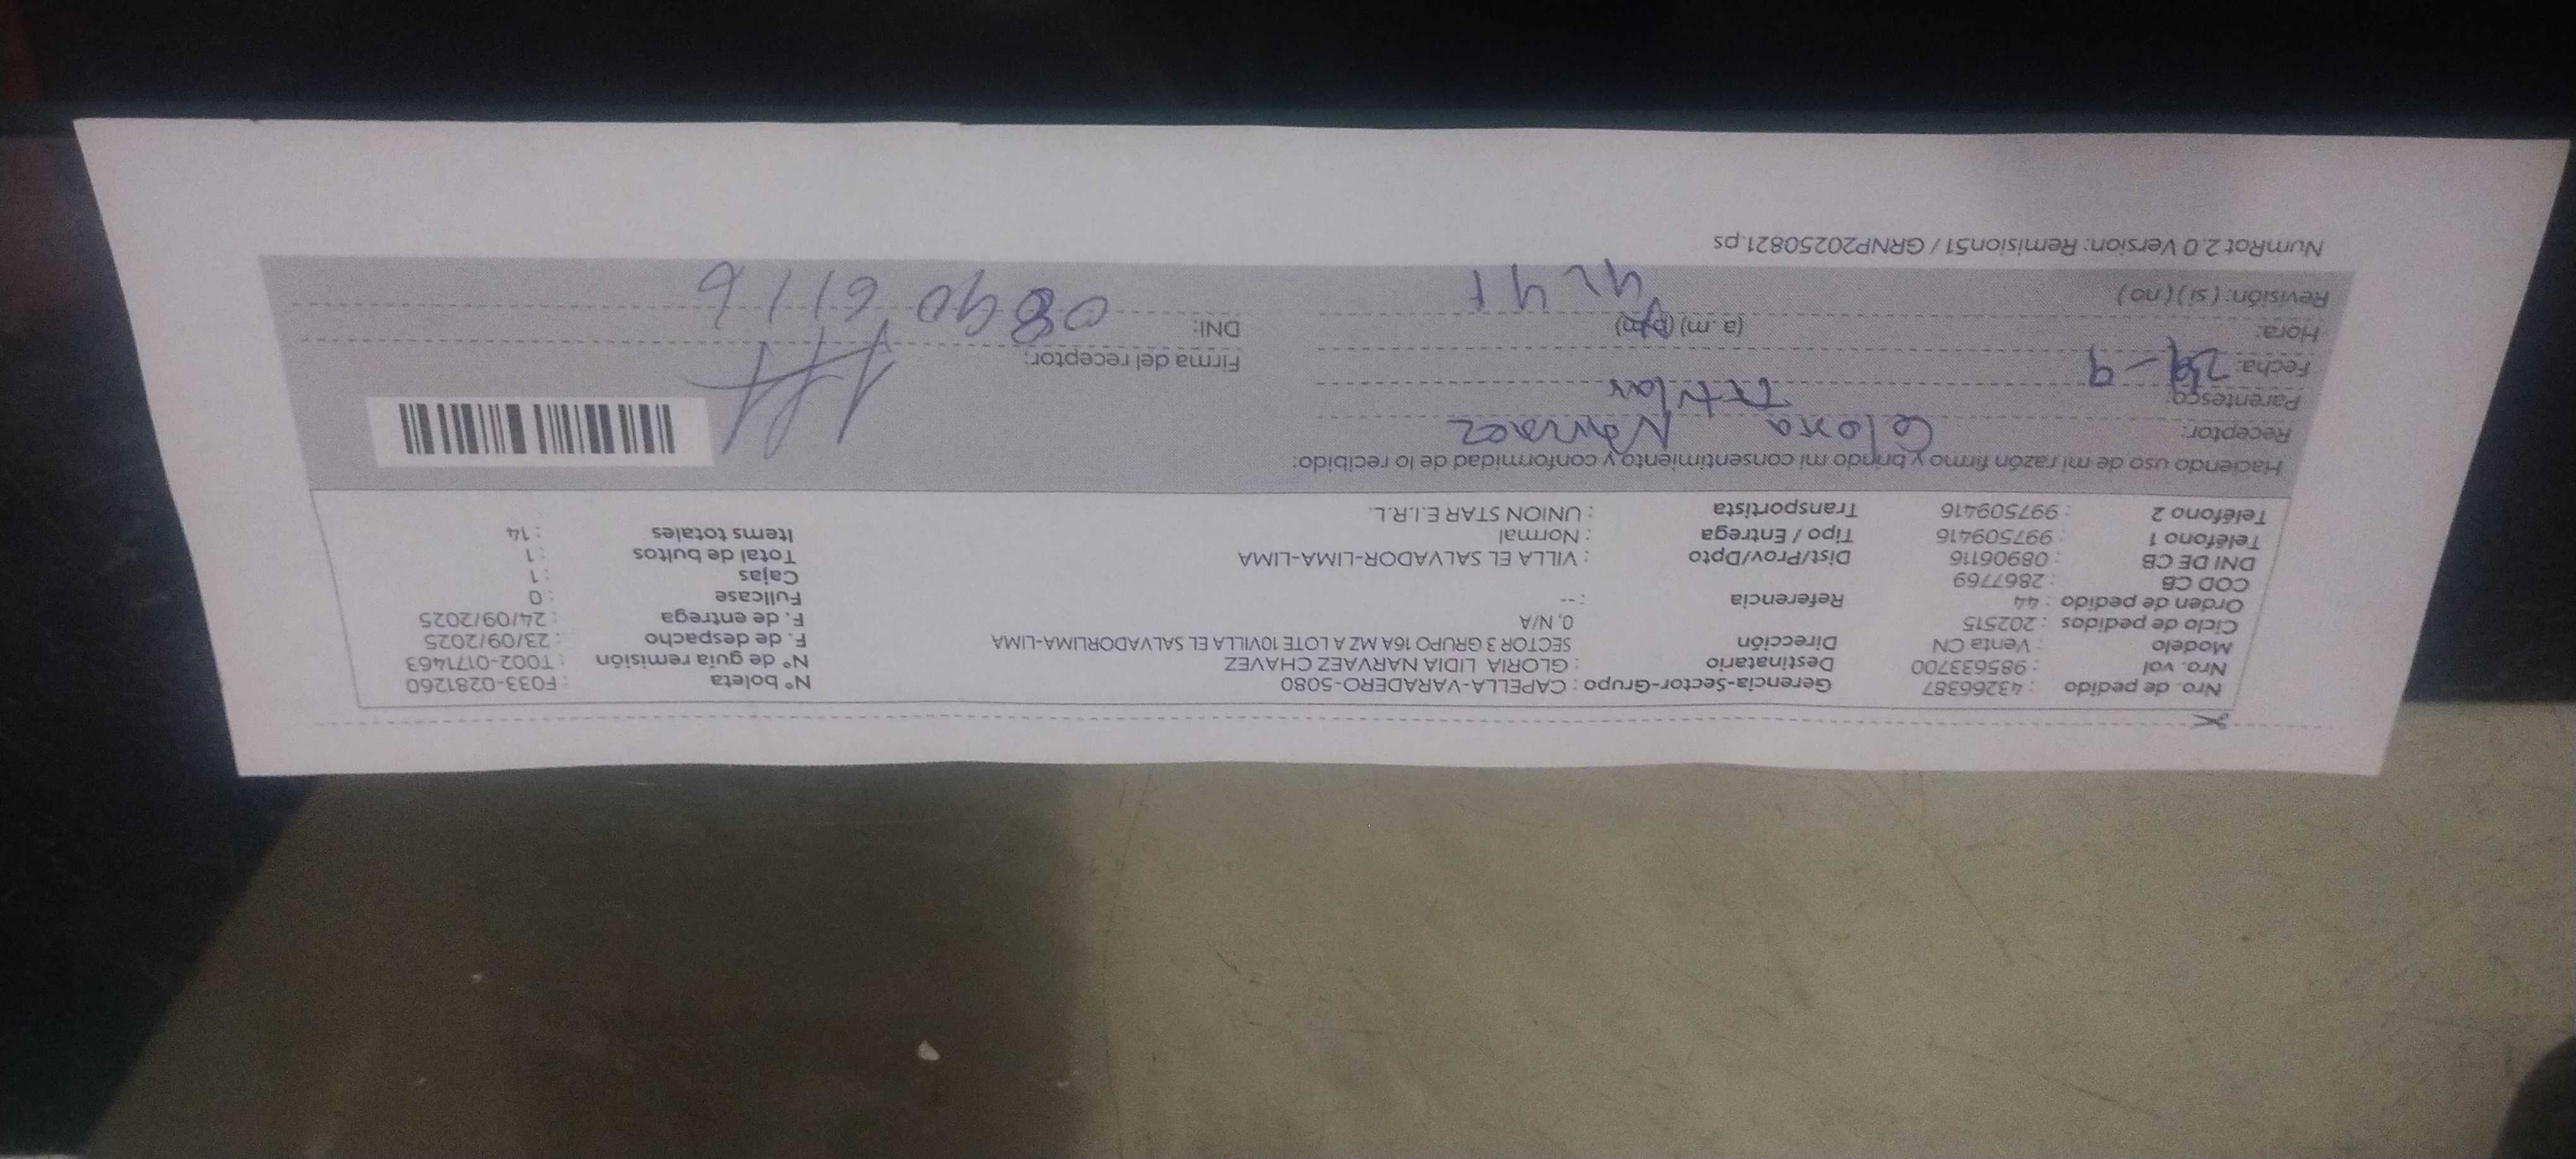 Nro. de pedido : 43266387 Gerencia-Sector-Grupo : CAPELLA-VARADERO-5080 N° boleta : F033-0281260
Nro. vol : 985633700 Destinatario : GLORIA LIDIA NARVAEZ CHAVEZ N° de guia remisión : T002-0171463
Modelo : Venta CN Dirección SECTOR 3 GRUPO 16A MZ A LOTE 10VILLA EL SALVADORLIMA-LIMA F. de despacho : 23/09/2025
Ciclo de pedidos : 202515 0, N/A F. de entrega : 24/09/2025
Orden de pedido : 44 Referencia : -- Fullcase : 0
COD CB : 2867769 Cajas : 1
DNI DE CB : 08906116 Dist/Prov/Dpto : VILLA EL SALVADOR-LIMA-LIMA Total de bultos : 1
Teléfono 1 : 997509416 Tipo / Entrega : Normal Items totales : 14
Teléfono 2 : 997509416 Transportista : UNION STAR E.I.R.L.
Haciendo uso de mi razón firmo y brindo mi consentimiento y conformidad de lo recibido:
Receptor: Narvaez
Parentesco: Titular
Fecha: - 9 Firma del receptor:
Hora: (a.m) (p.m) DNI: 08906116
Revisión: ( sí ) ( no )
NumRot 2.0 Version: Remision51 / GRNP20250821.ps